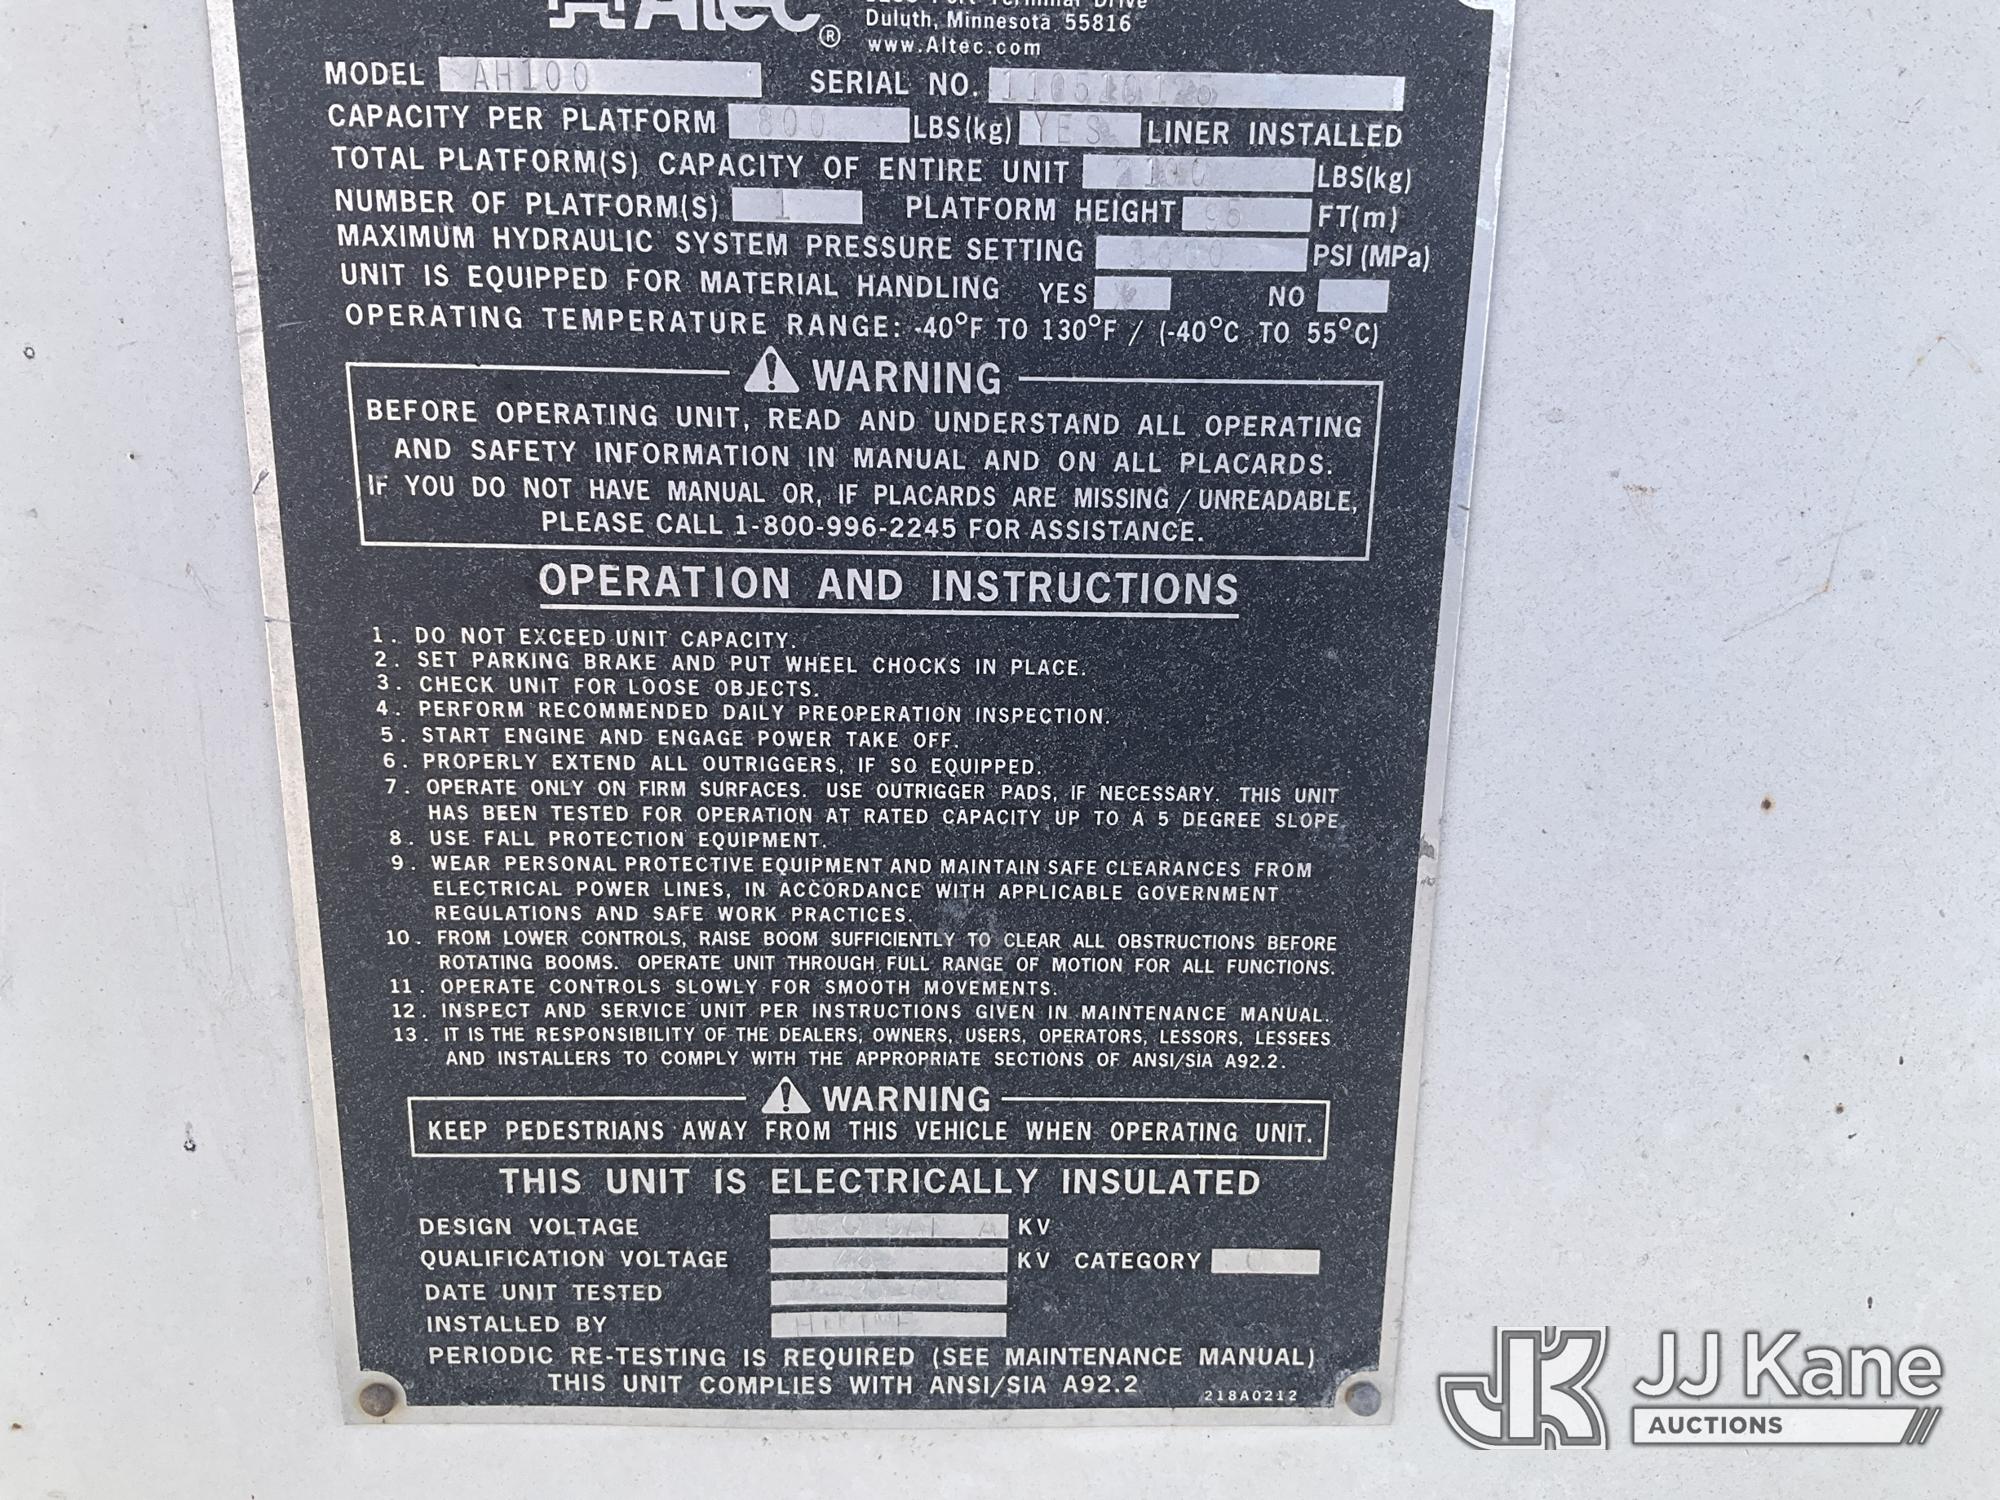 Altec®
Duluth, Minnesota 55816
www.Altec.com
MODEL AH100 SERIAL NO.
CAPACITY PER PLATFORM 800 LBS(kg) YES LINER INSTALLED
TOTAL PLATFORM(S) CAPACITY OF ENTIRE UNIT LBS(kg)
NUMBER OF PLATFORM(S) 1 PLATFORM HEIGHT 95 FT(m)
MAXIMUM HYDRAULIC SYSTEM PRESSURE SETTING PSI (MPa)
UNIT IS EQUIPPED FOR MATERIAL HANDLING YES NO
OPERATING TEMPERATURE RANGE: -40°F TO 130°F / (-40°C TO 55°C)
WARNING
BEFORE OPERATING UNIT, READ AND UNDERSTAND ALL OPERATING
AND SAFETY INFORMATION IN MANUAL AND ON ALL PLACARDS.
IF YOU DO NOT HAVE MANUAL OR, IF PLACARDS ARE MISSING / UNREADABLE,
PLEASE CALL 1-800-996-2245 FOR ASSISTANCE.
OPERATION AND INSTRUCTIONS
1. DO NOT EXCEED UNIT CAPACITY.
2. SET PARKING BRAKE AND PUT WHEEL CHOCKS IN PLACE.
3. CHECK UNIT FOR LOOSE OBJECTS.
4. PERFORM RECOMMENDED DAILY PREOPERATION INSPECTION.
5. START ENGINE AND ENGAGE POWER TAKE OFF.
6. PROPERLY EXTEND ALL OUTRIGGERS, IF SO EQUIPPED.
7. OPERATE ONLY ON FIRM SURFACES. USE OUTRIGGER PADS, IF NECESSARY. THIS UNIT
HAS BEEN TESTED FOR OPERATION AT RATED CAPACITY UP TO A 5 DEGREE SLOPE
8. USE FALL PROTECTION EQUIPMENT.
9. WEAR PERSONAL PROTECTIVE EQUIPMENT AND MAINTAIN SAFE CLEARANCES FROM
ELECTRICAL POWER LINES, IN ACCORDANCE WITH APPLICABLE GOVERNMENT
REGULATIONS AND SAFE WORK PRACTICES.
10. FROM LOWER CONTROLS, RAISE BOOM SUFFICIENTLY TO CLEAR ALL OBSTRUCTIONS BEFORE
ROTATING BOOMS. OPERATE UNIT THROUGH FULL RANGE OF MOTION FOR ALL FUNCTIONS.
11. OPERATE CONTROLS SLOWLY FOR SMOOTH MOVEMENTS.
12. INSPECT AND SERVICE UNIT PER INSTRUCTIONS GIVEN IN MAINTENANCE MANUAL.
13. IT IS THE RESPONSIBILITY OF THE DEALERS, OWNERS, USERS, OPERATORS, LESSORS, LESSEES
AND INSTALLERS TO COMPLY WITH THE APPROPRIATE SECTIONS OF ANSI/SIA A92.2.
WARNING
KEEP PEDESTRIANS AWAY FROM THIS VEHICLE WHEN OPERATING UNIT.
THIS UNIT IS ELECTRICALLY INSULATED
DESIGN VOLTAGE KV
QUALIFICATION VOLTAGE 46 KV CATEGORY C
DATE UNIT TESTED
INSTALLED BY
PERIODIC RE-TESTING IS REQUIRED (SEE MAINTENANCE MANUAL)
THIS UNIT COMPLIES WITH ANSI/SIA A92.2 218A0212
JJ Kane
AUCTIONS